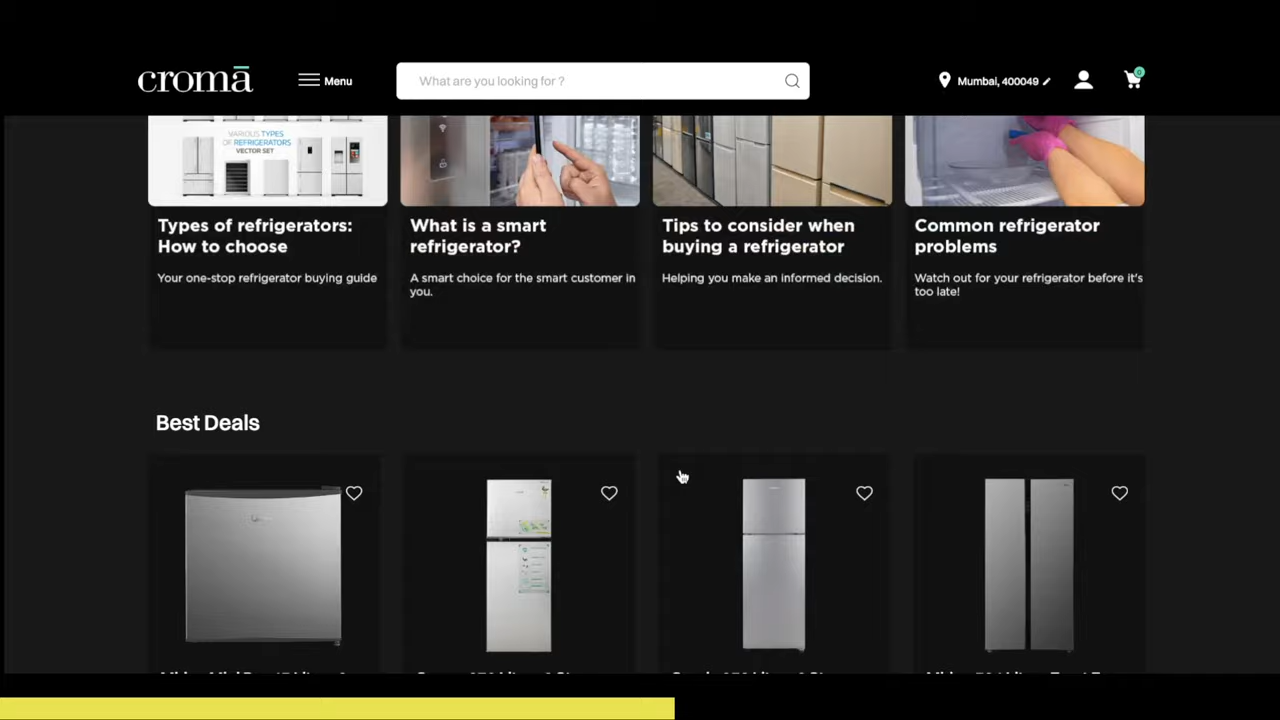 cromā
Menu
What are you looking for ?
Mumbai, 400049
0
VARIOUS TYPES
OF REFRIGERATORS
VECTOR SET
Types of refrigerators:
How to choose
Your one-stop refrigerator buying guide
What is a smart
refrigerator?
A smart choice for the smart customer in
you.
Tips to consider when
buying a refrigerator
Helping you make an informed decision.
Common refrigerator
problems
Watch out for your refrigerator before it's
too late!
Best Deals